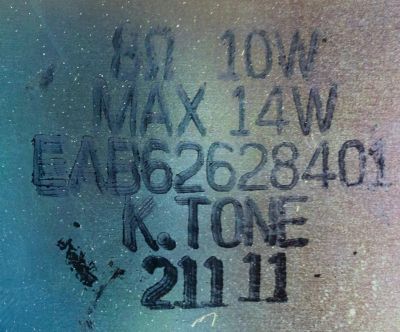 8Ω 10W
MAX 14W
EAB62628401
K.TONE
211 11